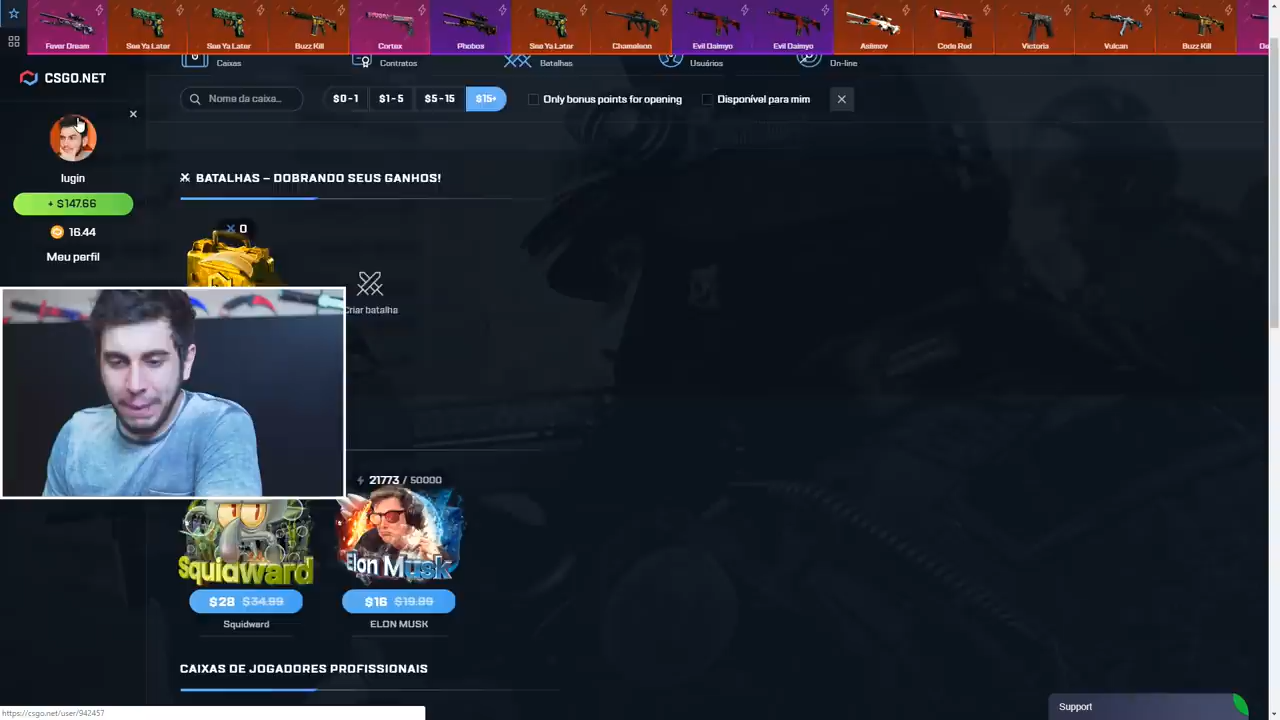 Fever Dream
See Ya Later
See Ya Later
Buzz Kill
Cortex
Phobos
See Ya Later
Chameleon
Evil Daimyo
Evil Daimyo
Asimov
Code Red
Victoria
Vulcan
Buzz Kill
Caixas
Contratos
Batalhas
Usuários
On-line
CSGO.NET
Nome da caixa...
$0 - 1
$1 - 5
$5 - 15
$15+
Only bonus points for opening
Disponível para mim
lugin
+ $147.66
16.44
Meu perfil
BATALHAS – DOBRANDO SEUS GANHOS!
0
Criar batalha
21773 / 50000
Squidward
Elon Musk
$28 $34.99
$16 $19.99
Squidward
ELON MUSK
CAIXAS DE JOGADORES PROFISSIONAIS
https://csgo.net/user/942457
Support